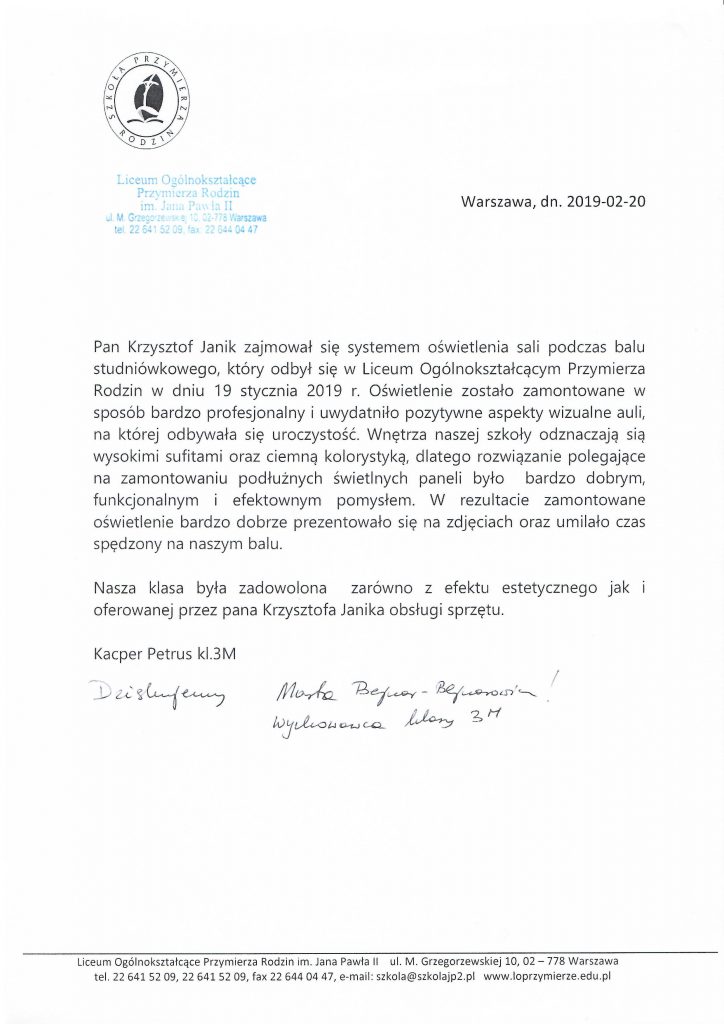 SZKOŁA PRZYMIERZA RODZIN
Liceum Ogólnokształcące
Przymierza Rodzin
im. Jana Pawła II
ul. M. Grzegorzewskiej 10, 02-778 Warszawa
tel. 22 641 52 09, fax: 22 644 04 47
Warszawa, dn. 2019-02-20
Pan Krzysztof Janik zajmował się systemem oświetlenia sali podczas balu
studniówkowego, który odbył się w Liceum Ogólnokształcącym Przymierza
Rodzin w dniu 19 stycznia 2019 r. Oświetlenie zostało zamontowane w
sposób bardzo profesjonalny i uwydatniło pozytywne aspekty wizualne auli,
na której odbywała się uroczystość. Wnętrza naszej szkoły odznaczają sią
wysokimi sufitami oraz ciemną kolorystyką, dlatego rozwiązanie polegające
na zamontowaniu podłużnych świetlnych paneli było bardzo dobrym,
funkcjonalnym i efektownym pomysłem. W rezultacie zamontowane
oświetlenie bardzo dobrze prezentowało się na zdjęciach oraz umilało czas
spędzony na naszym balu.
Nasza klasa była zadowolona zarówno z efektu estetycznego jak i
oferowanej przez pana Krzysztofa Janika obsługi sprzętu.
Kacper Petrus kl.3M
Dziękujemy !
Wychowawca klasy 3M
Liceum Ogólnokształcące Przymierza Rodzin im. Jana Pawła II ul. M. Grzegorzewskiej 10, 02 – 778 Warszawa
tel. 22 641 52 09, 22 641 52 09, fax 22 644 04 47, e-mail: szkola@szkolajp2.pl www.loprzymierze.edu.pl